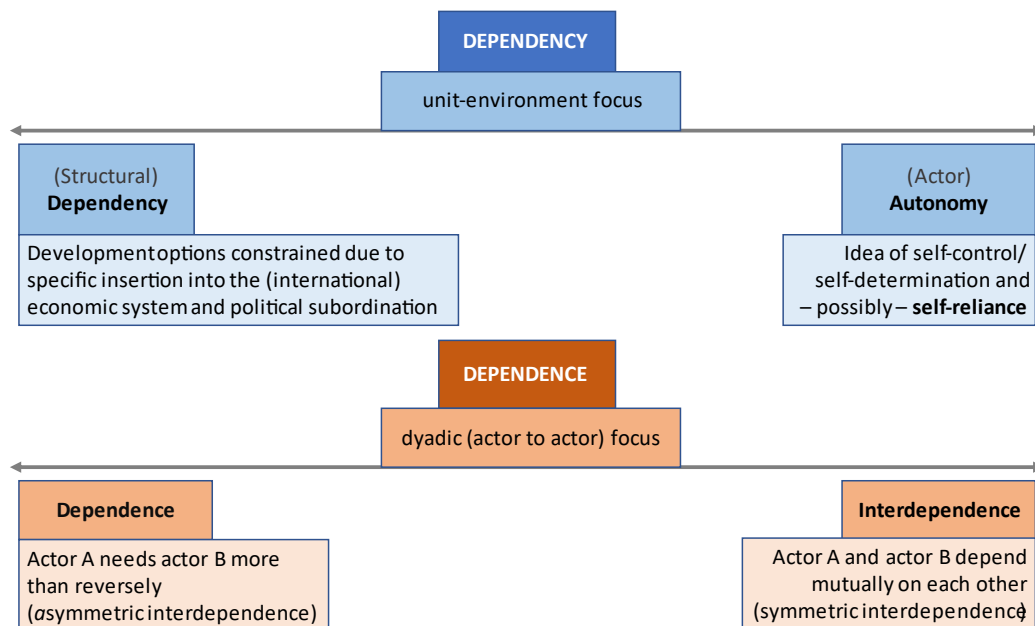 DEPENDENCY
unit-environment focus
(Structural)
Dependency
(Actor)
Autonomy
Development options constrained due to
specific insertion into the (international)
economic system and political subordination
Idea of self-control/
self-determination and
– possibly – self-reliance
DEPENDENCE
dyadic (actor to actor) focus
Dependence
Interdependence
Actor A needs actor B more
than reversely
(asymmetric interdependence)
Actor A and actor B depend
mutually on each other
(symmetric interdependence)